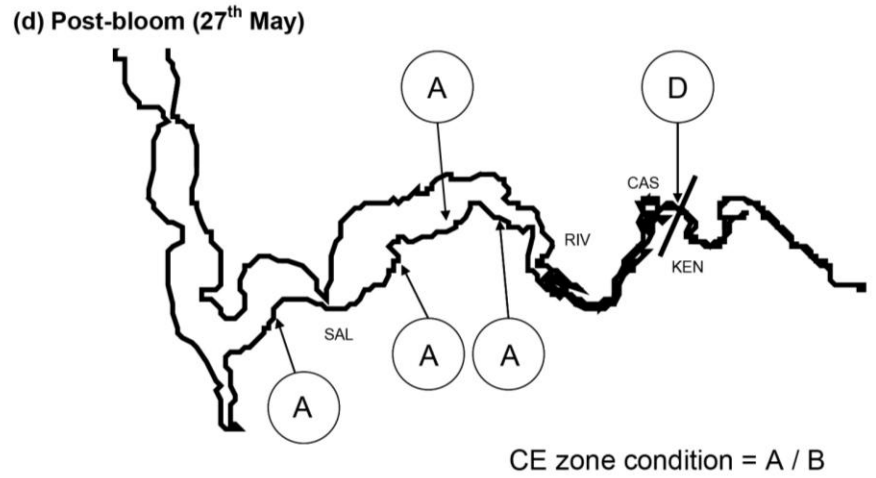 (d) Post-bloom (27th May)
A
D
CAS
RIV
KEN
SAL
A
A
A
CE zone condition = A / B